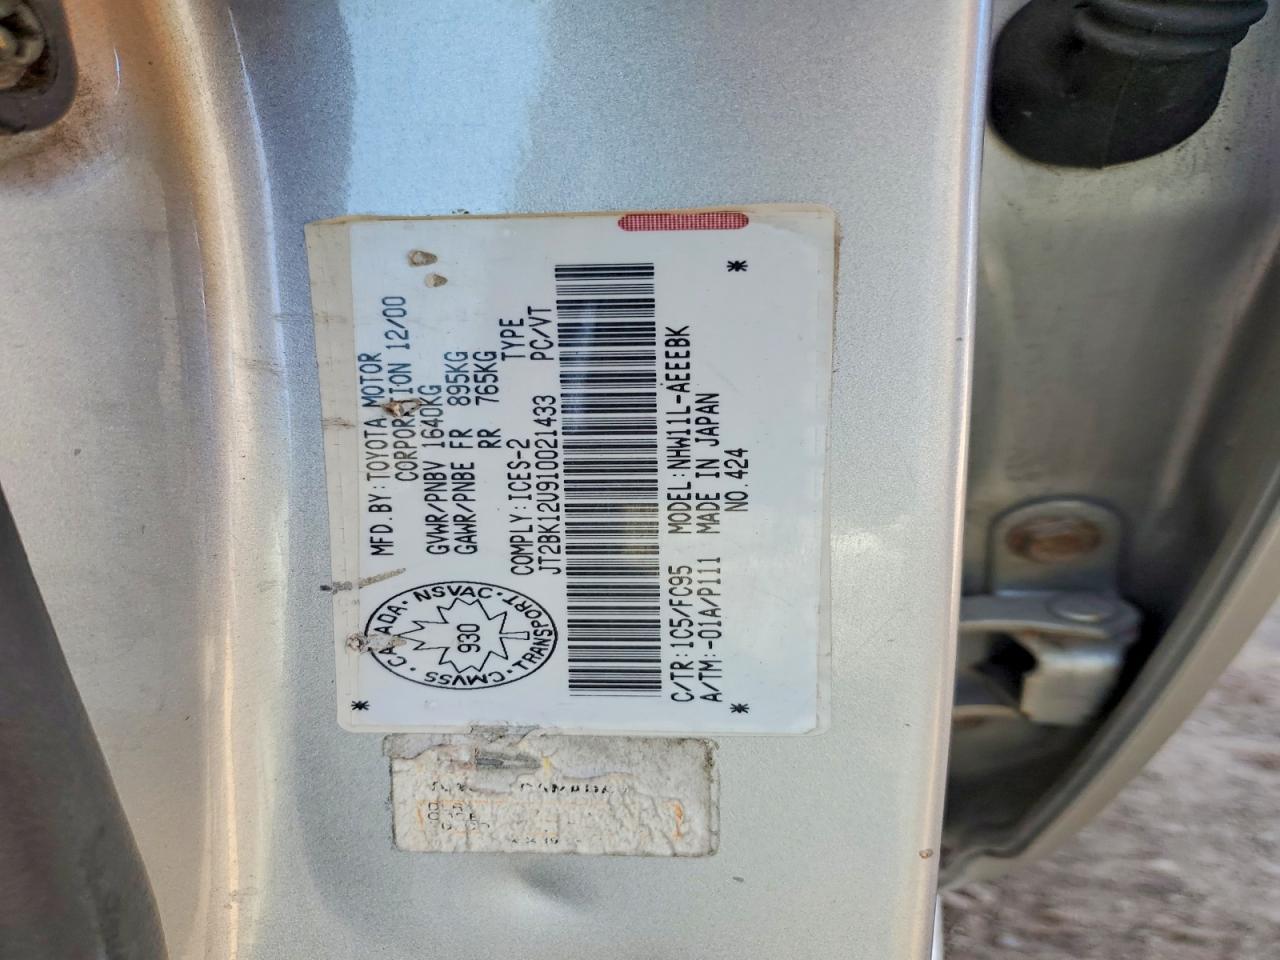 MFD. BY: TOYOTA MOTOR
CORPORATION 12/00
GVWR/PNBV 1640KG
GAWR/PNBE FR 895KG
RR 765KG
COMPLY: ICES-2 TYPE
JT2BK12U910021433 PC/VT
CANADA · NSVAC · TRANSPORT · CMVSS ·
930
C/TR: 1C5/FC95 MODEL: NHW11L-AEEEBK
A/TM: -01A/P111 MADE IN JAPAN
NO. 424